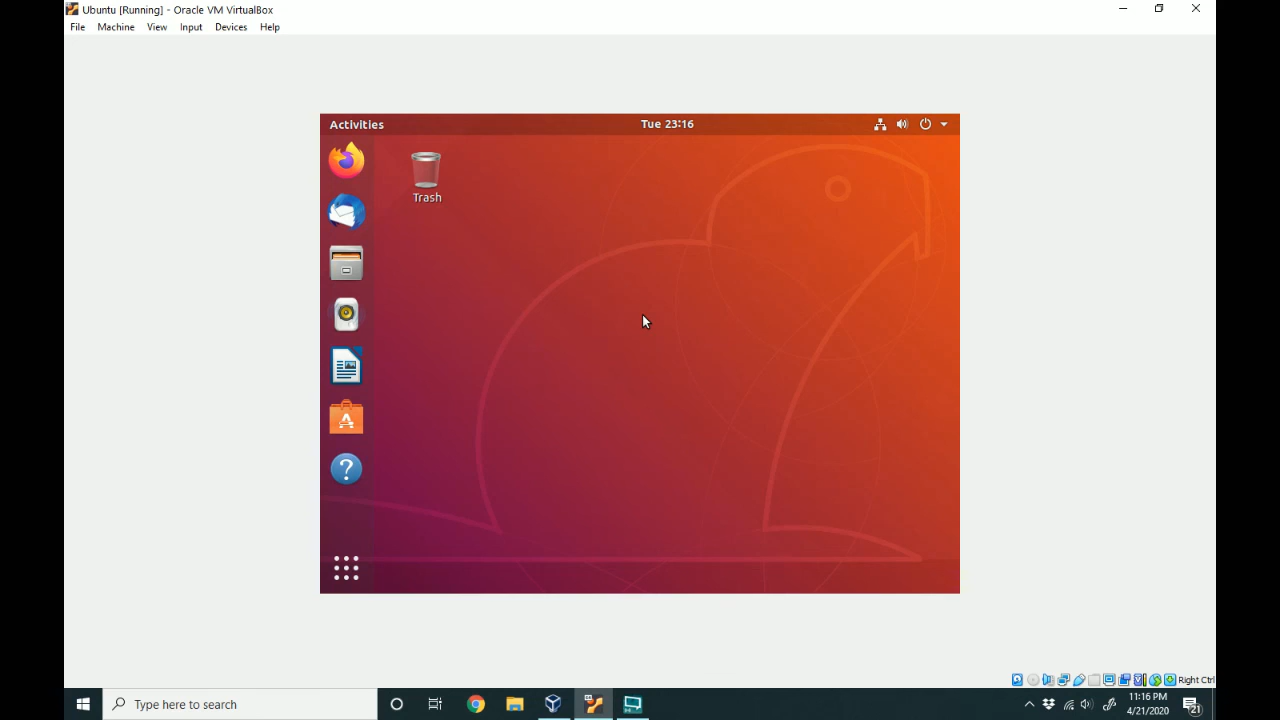 Ubuntu [Running] - Oracle VM VirtualBox
File Machine View Input Devices Help
Activities
Tue 23:16
Trash
Right Ctrl
Type here to search
11:16 PM
4/21/2020
21